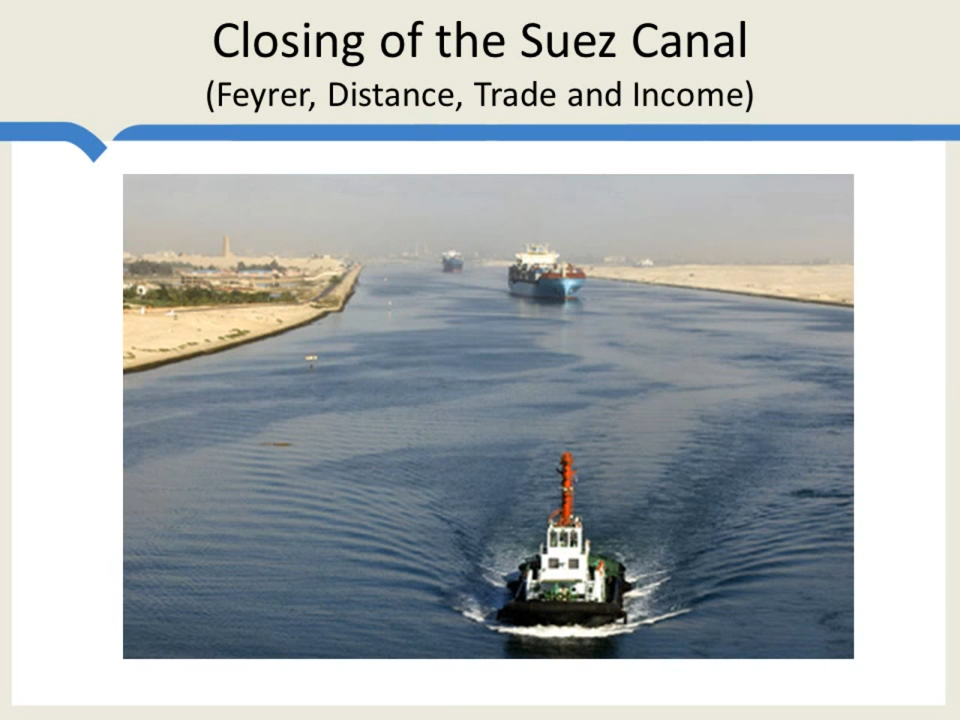 Closing of the Suez Canal
(Feyrer, Distance, Trade and Income)